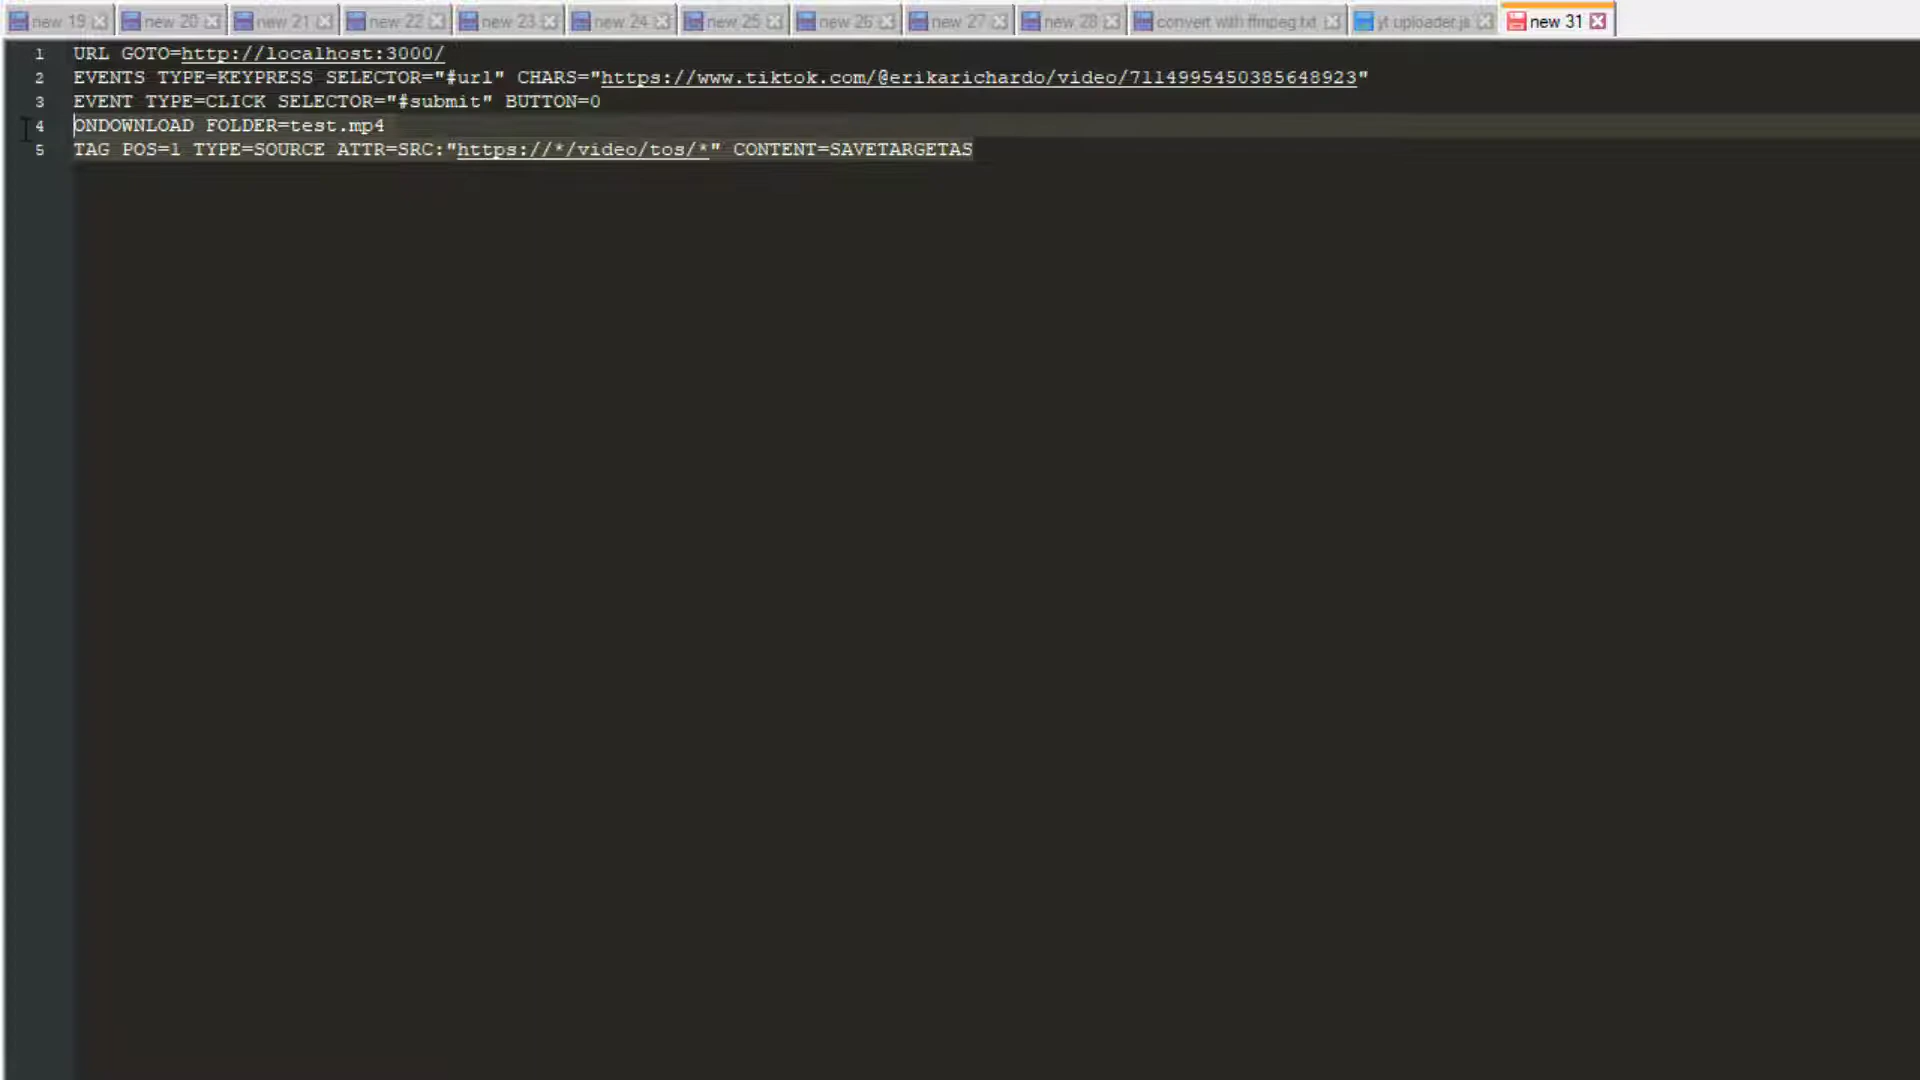 new 19 new 20 new 21 new 22 new 23 new 24 new 25 new 26 new 27 new 28 convert with ffmpeg.txt yt uploader.js new 31
1 URL GOTO=http://localhost:3000/
2 EVENTS TYPE=KEYPRESS SELECTOR="#url" CHARS="https://www.tiktok.com/@erikarichardo/video/7114995450385648923"
3 EVENT TYPE=CLICK SELECTOR="#submit" BUTTON=0
4 ONDOWNLOAD FOLDER=test.mp4
5 TAG POS=1 TYPE=SOURCE ATTR=SRC:"https://*/video/tos/*" CONTENT=SAVETARGETAS